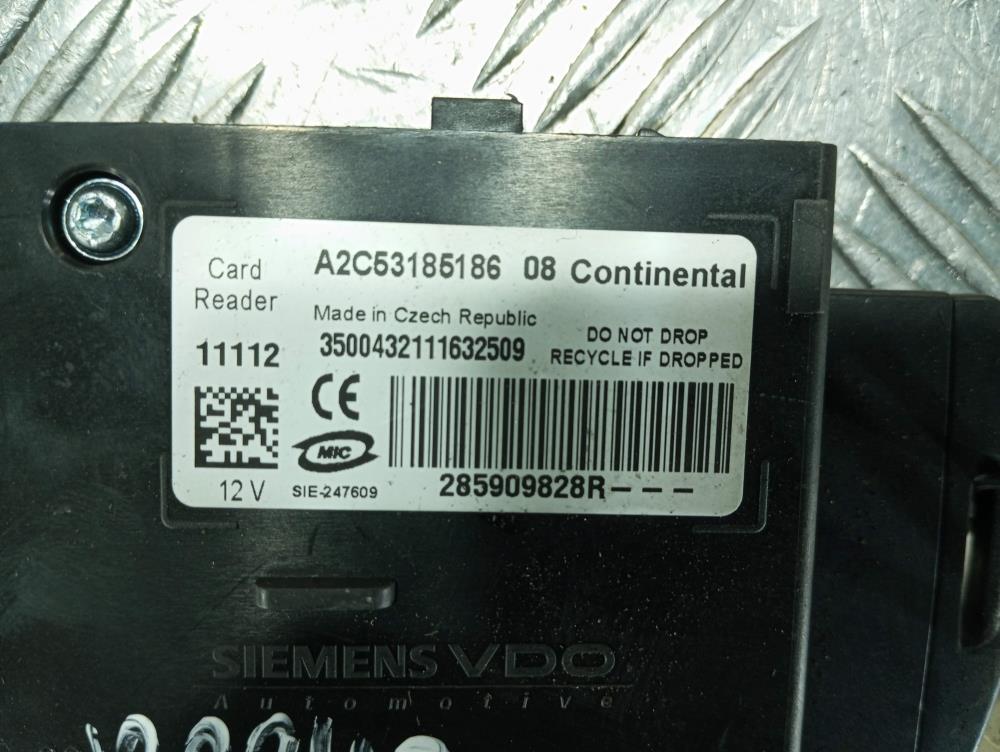 Card Reader
A2C53185186 08 Continental
Made in Czech Republic
11112
3500432111632509
DO NOT DROP
RECYCLE IF DROPPED
CE
MIC
12 V
SIE-247609
285909828R---
SIEMENS VDO
Automotive